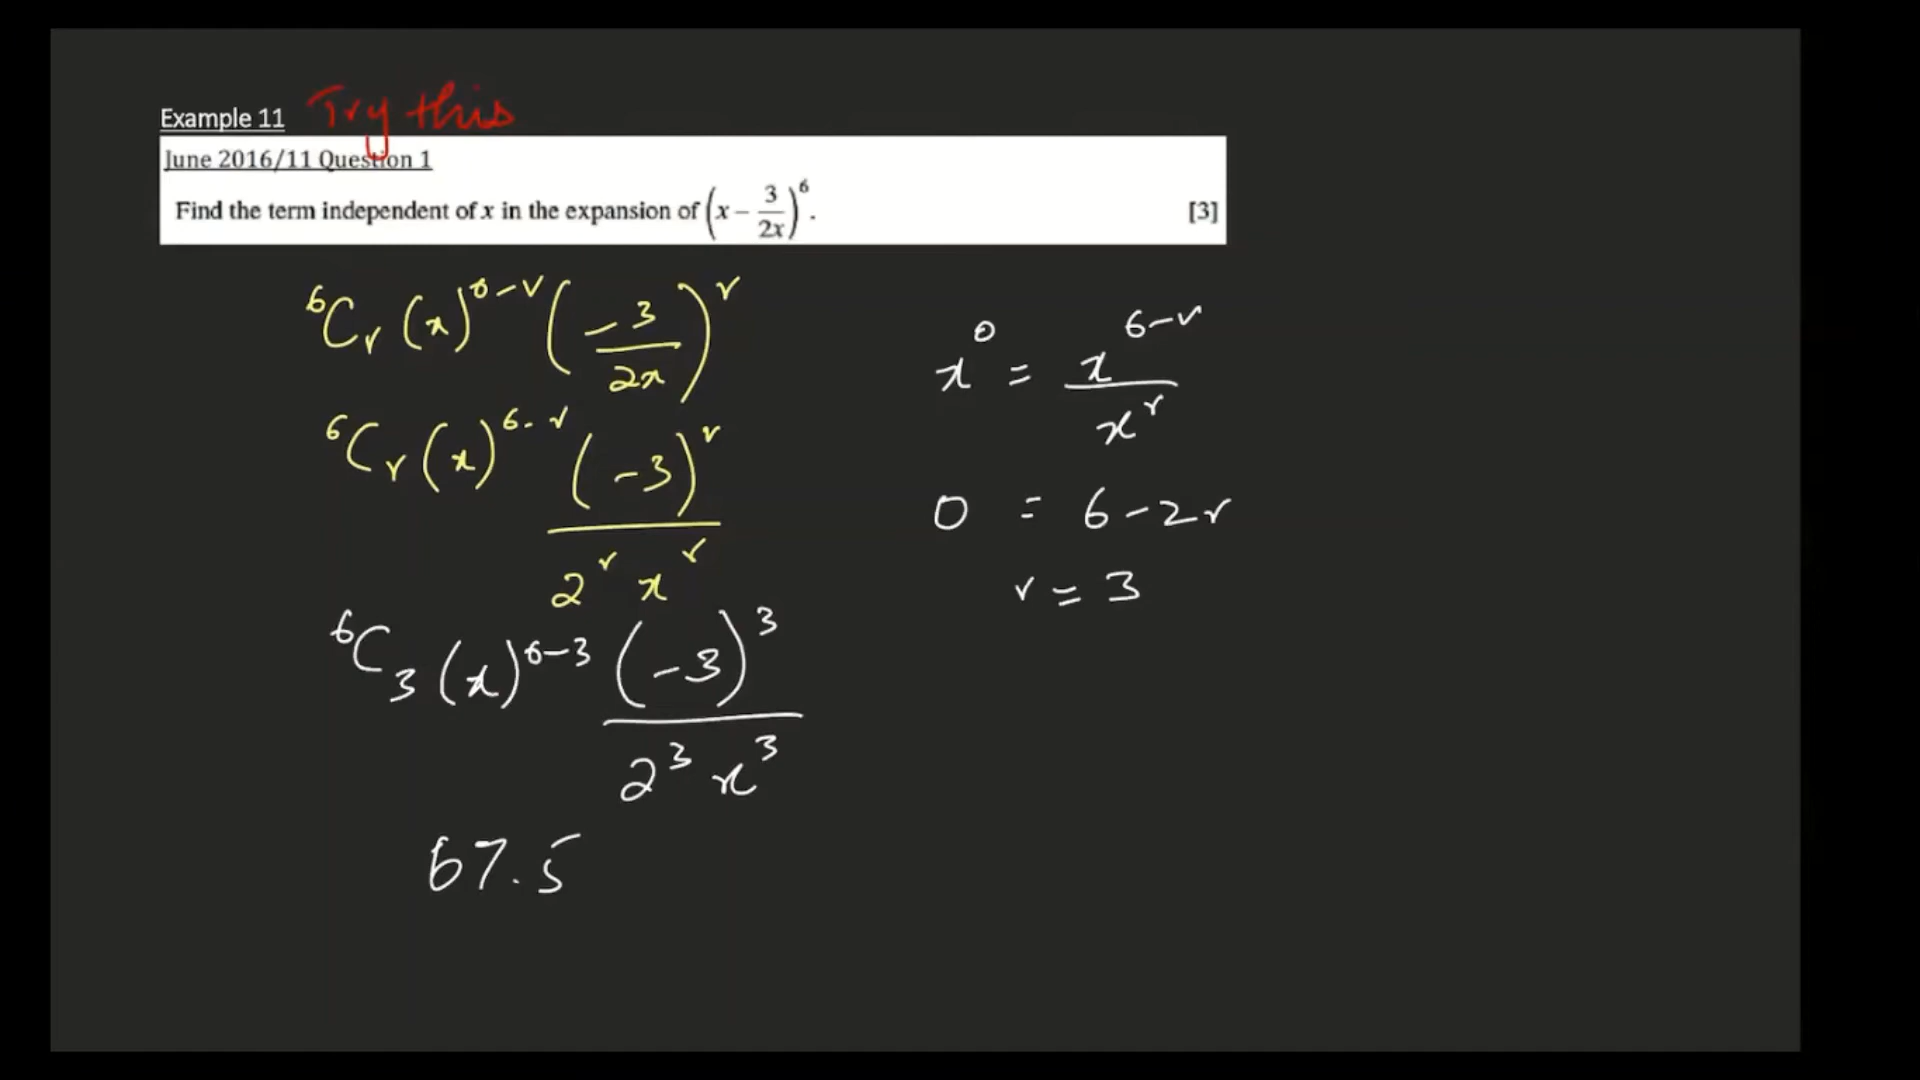 Example 11 Try this
June 2016/11 Question 1
Find the term independent of x in the expansion of (x − 3/2x)^6. [3]
⁶Cᵣ (x)^(6−r) (−3/2x)^r
⁶Cᵣ (x)^(6−r) (−3)^r / 2^r x^r
⁶C₃ (x)^(6−3) (−3)^3 / 2^3 x^3
67.5
x^0 = x^(6−r) / x^r
0 = 6−2r
r = 3